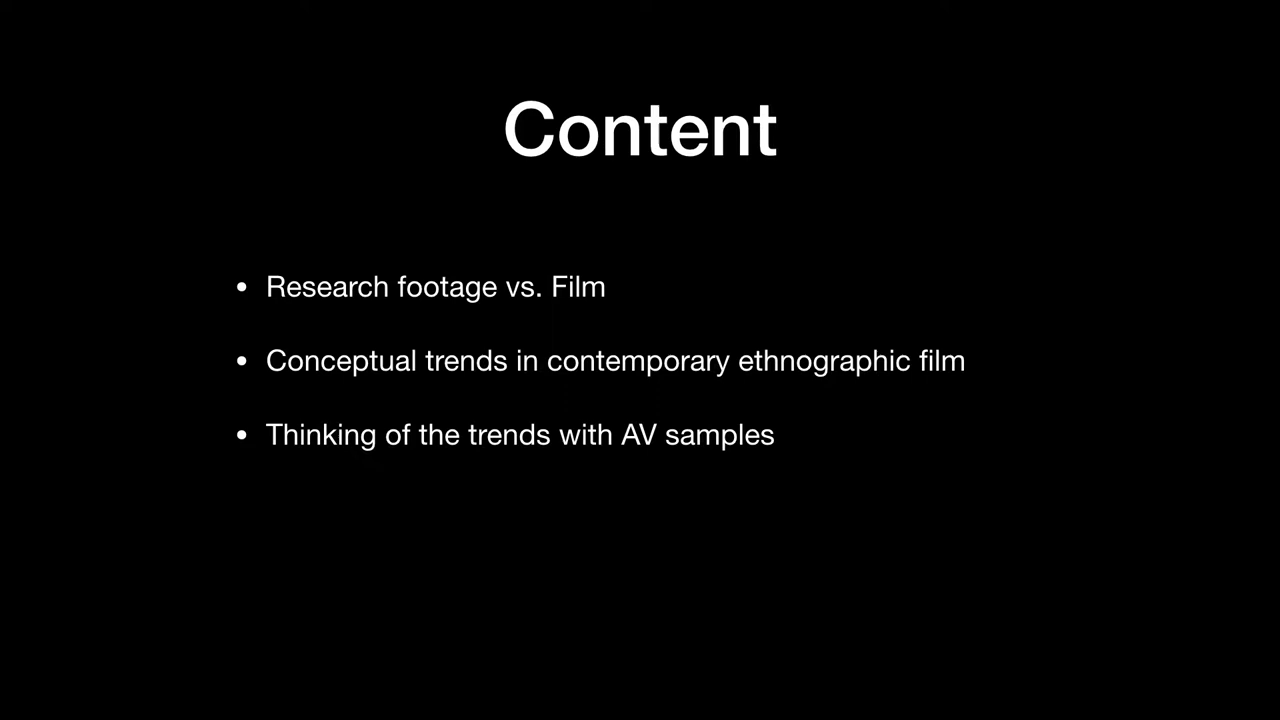 Content
• Research footage vs. Film
• Conceptual trends in contemporary ethnographic film
• Thinking of the trends with AV samples